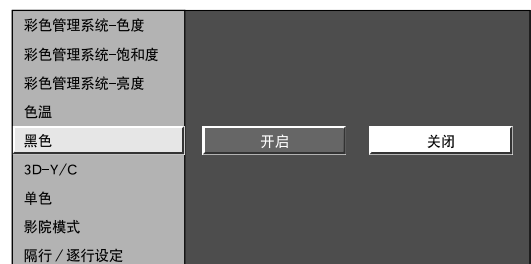 彩色管理系统-色度
彩色管理系统-饱和度
彩色管理系统-亮度
色温
黑色 开启 关闭
3D-Y/C
单色
影院模式
隔行/逐行设定